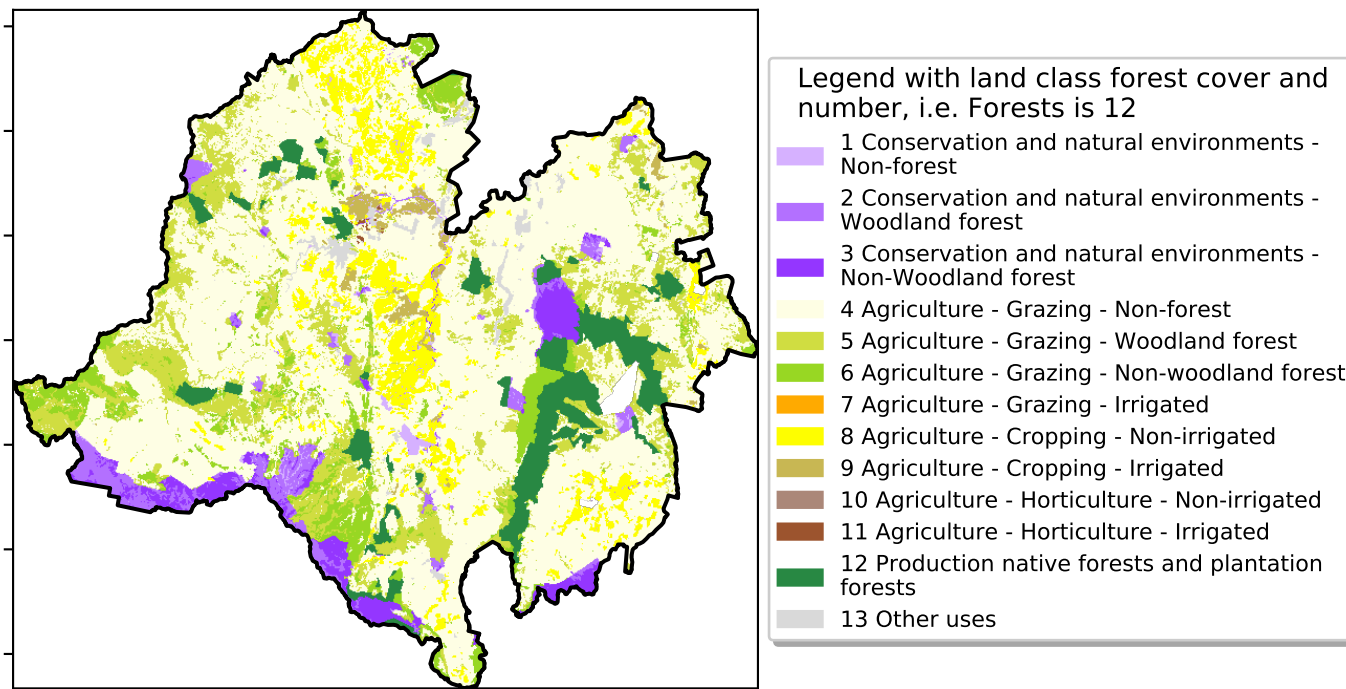 Legend with land class forest cover and
number, i.e. Forests is 12
1 Conservation and natural environments -
Non-forest
2 Conservation and natural environments -
Woodland forest
3 Conservation and natural environments -
Non-Woodland forest
4 Agriculture - Grazing - Non-forest
5 Agriculture - Grazing - Woodland forest
6 Agriculture - Grazing - Non-woodland forest
7 Agriculture - Grazing - Irrigated
8 Agriculture - Cropping - Non-irrigated
9 Agriculture - Cropping - Irrigated
10 Agriculture - Horticulture - Non-irrigated
11 Agriculture - Horticulture - Irrigated
12 Production native forests and plantation
forests
13 Other uses